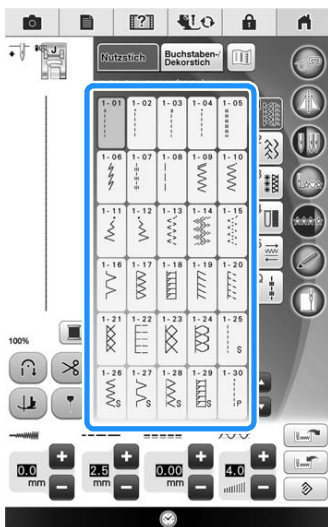 J
Nutzstich
Buchstaben-/
Dekorstich
1-01 1-02 1-03 1-04 1-05
1-06 1-07 1-08 1-09 1-10
1-11 1-12 1-13 1-14 1-15
1-16 1-17 1-18 1-19 1-20
1-21 1-22 1-23 1-24 1-25
S
1-26 1-27 1-28 1-29 1-30
S S S S P
100%
0.0 2.5 0.00 4.0
mm mm mm